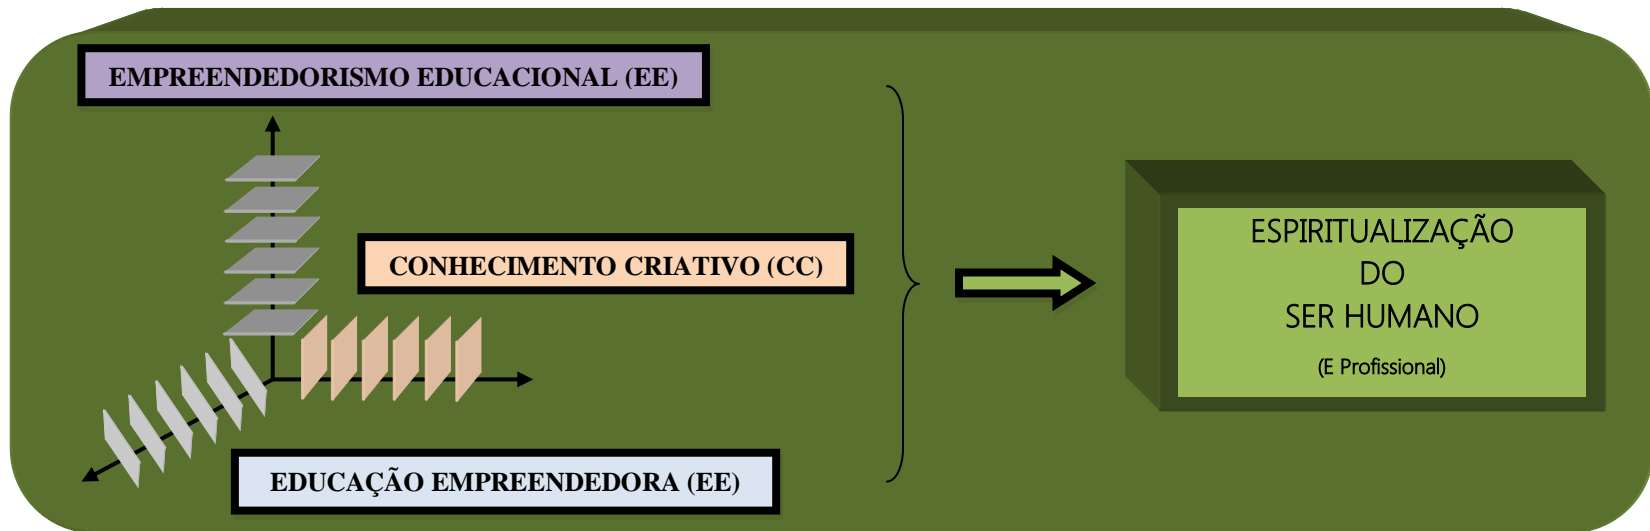 EMPREENDEDORISMO EDUCACIONAL (EE)
CONHECIMENTO CRIATIVO (CC)
EDUCAÇÃO EMPREENDEDORA (EE)
ESPIRITUALIZAÇÃO
DO
SER HUMANO
(E Profissional)